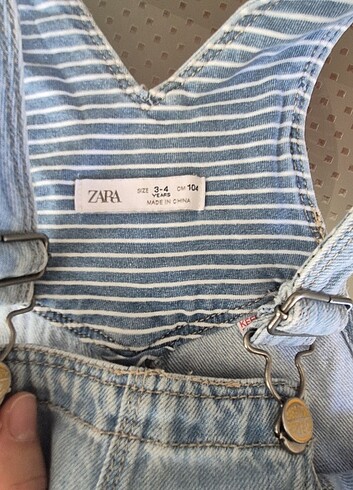 ZARA
SIZE 3-4 CM 104
YEARS
MADE IN CHINA